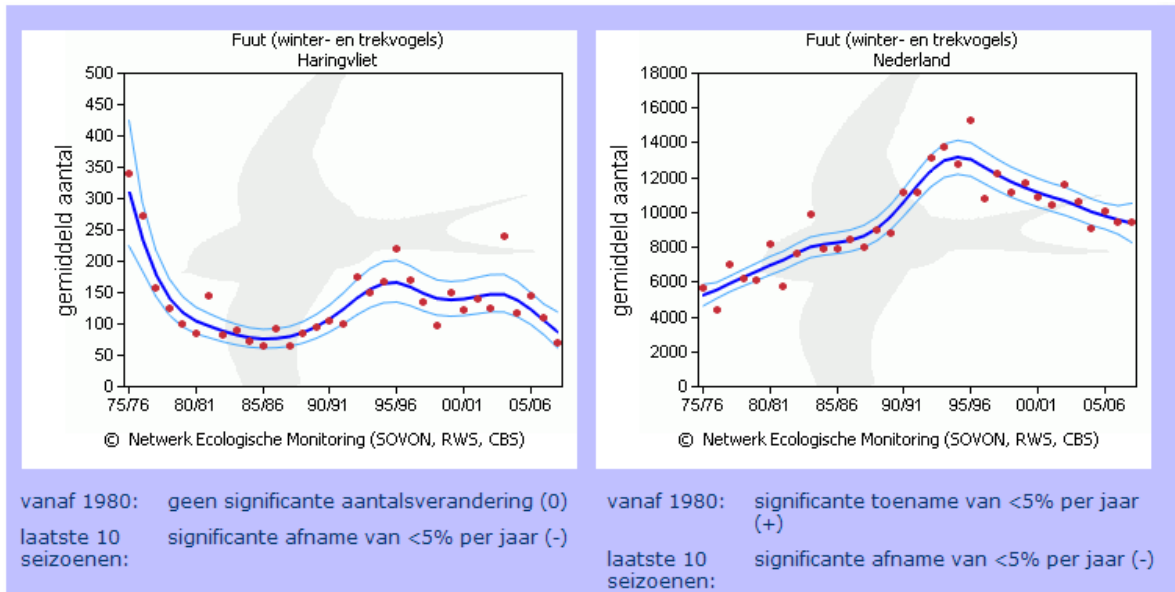 Fuut (winter- en trekvogels)
Haringvliet
gemiddeld aantal
500
450
400
350
300
250
200
150
100
50
0
75/76 80/81 85/86 90/91 95/96 00/01 05/06
© Netwerk Ecologische Monitoring (SOVON, RWS, CBS)
vanaf 1980: geen significante aantalsverandering (0)
laatste 10 significante afname van <5% per jaar (-)
seizoenen:
Fuut (winter- en trekvogels)
Nederland
gemiddeld aantal
18000
16000
14000
12000
10000
8000
6000
4000
2000
0
75/76 80/81 85/86 90/91 95/96 00/01 05/06
© Netwerk Ecologische Monitoring (SOVON, RWS, CBS)
vanaf 1980: significante toename van <5% per jaar
(+)
laatste 10 significante afname van <5% per jaar (-)
seizoenen: